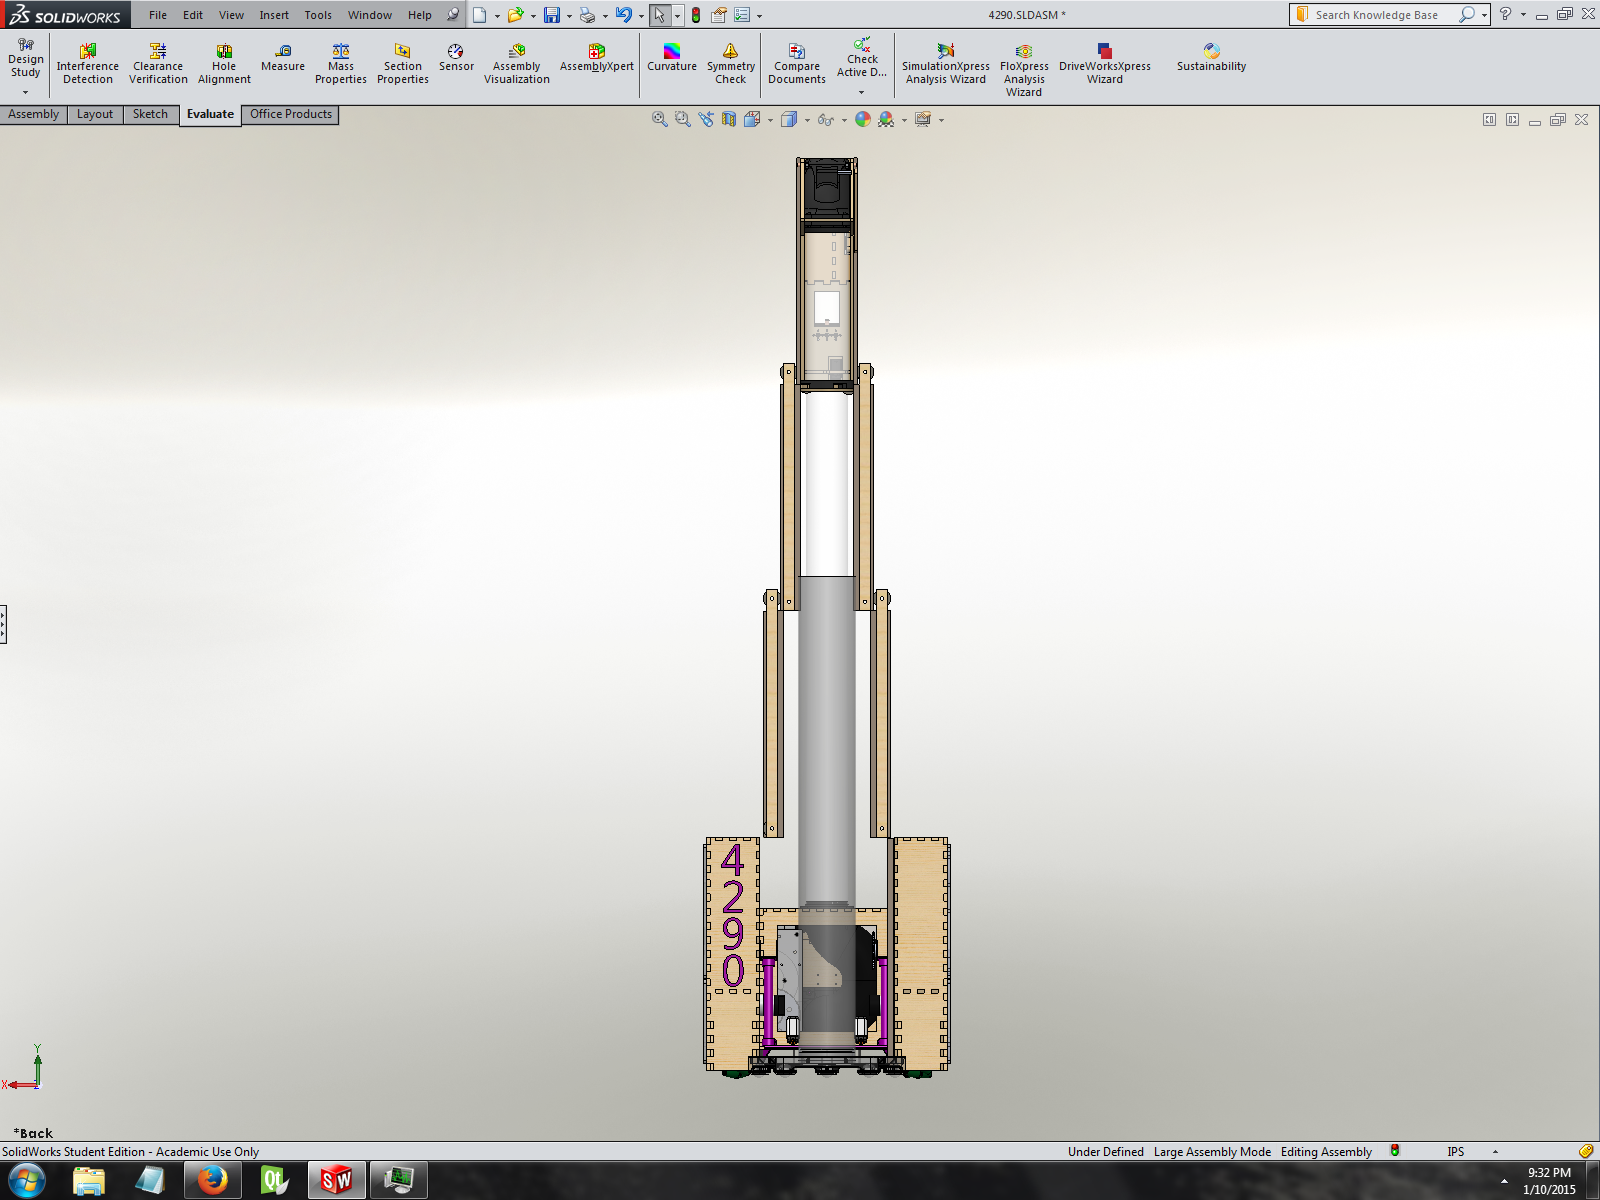 SOLIDWORKS File Edit View Insert Tools Window Help 4290.SLDASM * Search Knowledge Base ?
Design Study
Interference Detection
Clearance Verification
Hole Alignment
Measure
Mass Properties
Section Properties
Sensor
Assembly Visualization
AssemblyXpert
Curvature
Symmetry Check
Compare Documents
Check Active D...
SimulationXpress Analysis Wizard
FloXpress Analysis Wizard
DriveWorksXpress Wizard
Sustainability
Assembly Layout Sketch Evaluate Office Products
4
2
9
0
Y
X
Z
*Back
SolidWorks Student Edition - Academic Use Only Under Defined Large Assembly Mode Editing Assembly IPS
Qt SW 9:32 PM
1/10/2015